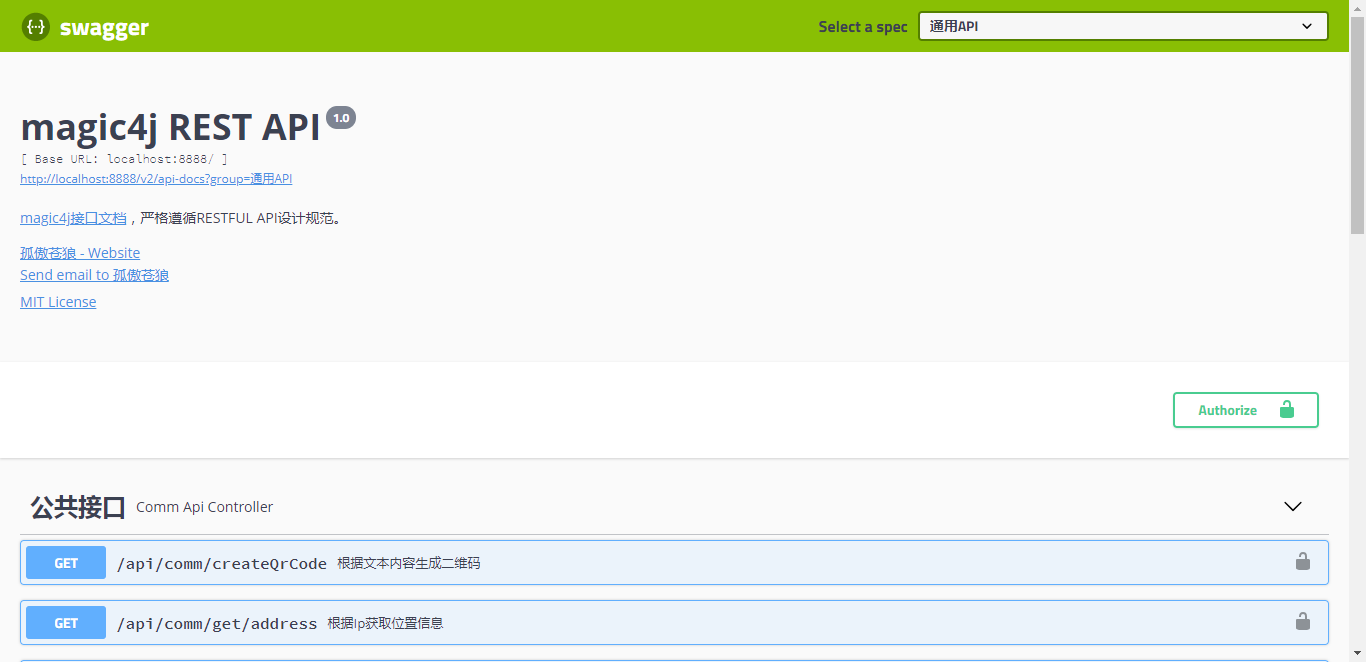 swagger
Select a spec 通用API
magic4j REST API 1.0
[ Base URL: localhost:8888/ ]
http://localhost:8888/v2/api-docs?group=通用API
magic4j接口文档，严格遵循RESTFUL API设计规范。
孤傲苍狼 - Website
Send email to 孤傲苍狼
MIT License
Authorize
公共接口 Comm Api Controller
GET /api/comm/createQrCode 根据文本内容生成二维码
GET /api/comm/get/address 根据Ip获取位置信息